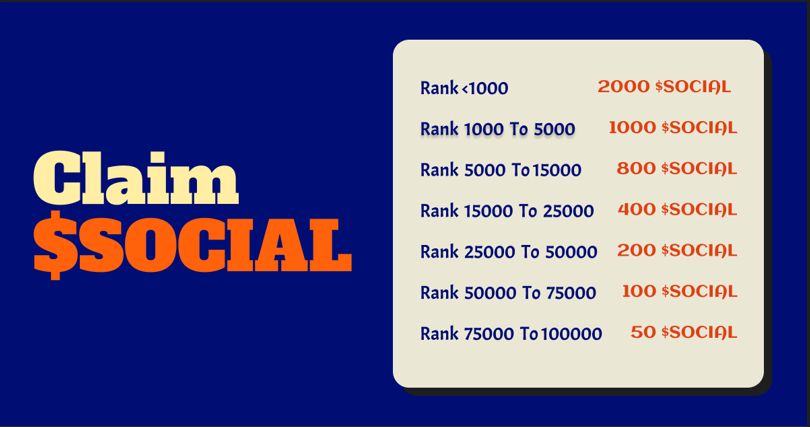 Claim
$SOCIAL
Rank <1000 2000 $SOCIAL
Rank 1000 To 5000 1000 $SOCIAL
Rank 5000 To 15000 800 $SOCIAL
Rank 15000 To 25000 400 $SOCIAL
Rank 25000 To 50000 200 $SOCIAL
Rank 50000 To 75000 100 $SOCIAL
Rank 75000 To 100000 50 $SOCIAL